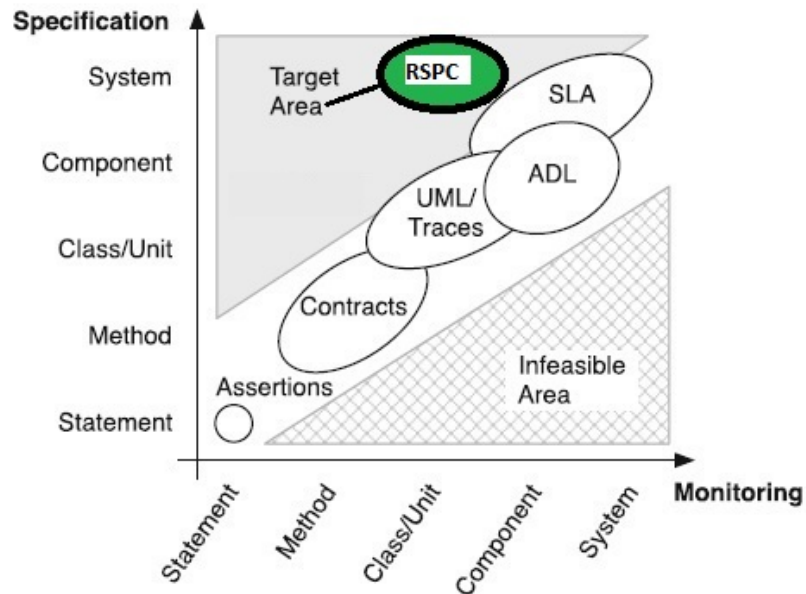 Specification
System
Component
Class/Unit
Method
Statement
Target
Area
RSPC
SLA
ADL
UML/
Traces
Contracts
Assertions
Infeasible
Area
Statement
Method
Class/Unit
Component
System
Monitoring